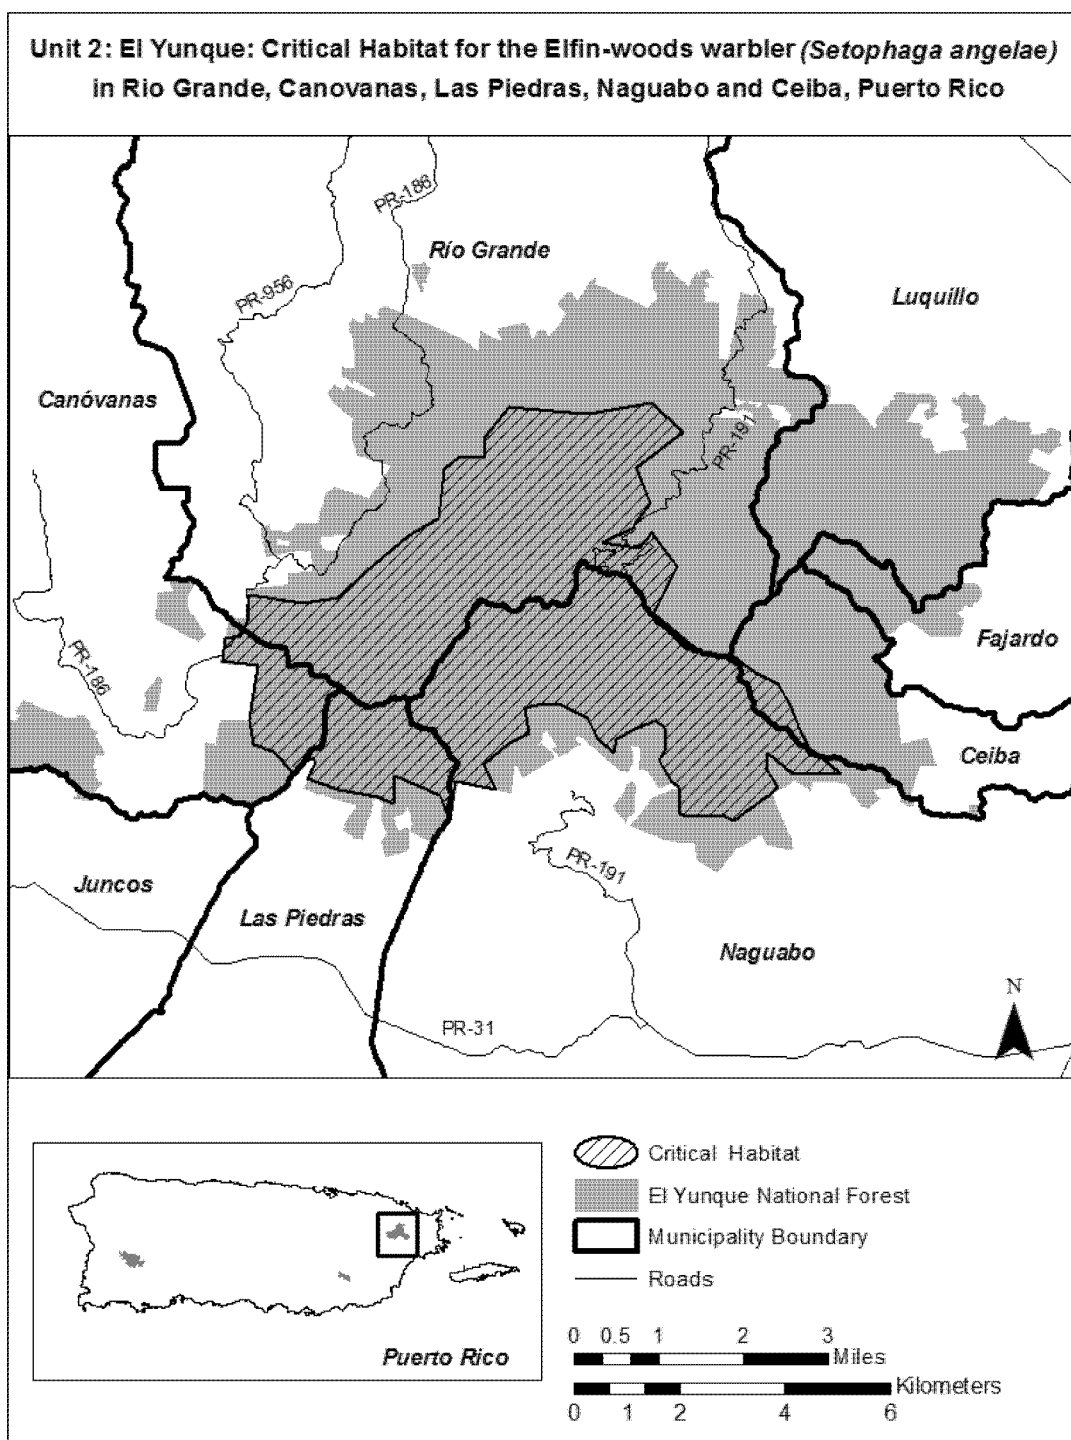 Unit 2: El Yunque: Critical Habitat for the Elfin-woods warbler (Setophaga angelae)
in Rio Grande, Canovanas, Las Piedras, Naguabo and Ceiba, Puerto Rico
PR-186
Río Grande
PR-956
Luquillo
Canóvanas
PR-191
PR-186
Fajardo
Ceiba
Juncos
PR-191
Las Piedras
Naguabo
N
PR-31
Critical Habitat
El Yunque National Forest
Municipality Boundary
Roads
Puerto Rico
0 0.5 1 2 3
Miles
Kilometers
0 1 2 4 6